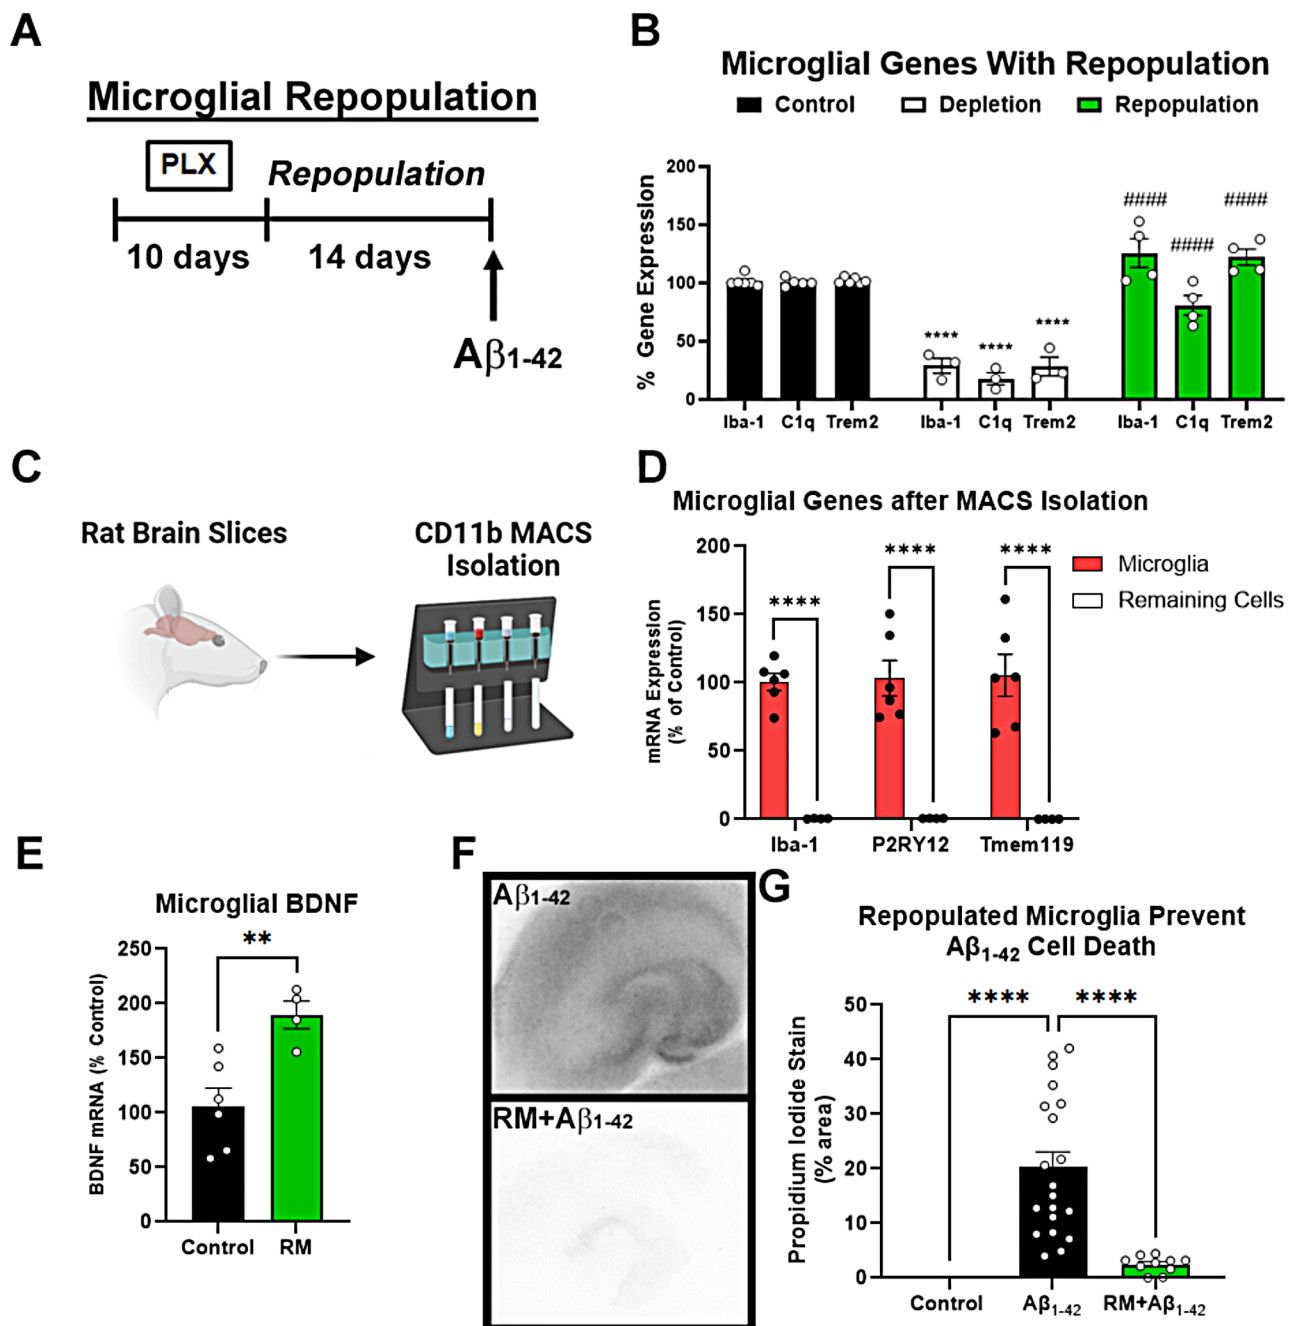 A
Microglial Repopulation
PLX
Repopulation
10 days
14 days
Aβ1-42
B
Microglial Genes With Repopulation
Control
Depletion
Repopulation
% Gene Expression
200
150
100
50
0
****
****
****
####
####
####
Iba-1 C1q Trem2
Iba-1 C1q Trem2
Iba-1 C1q Trem2
C
Rat Brain Slices
CD11b MACS
Isolation
D
Microglial Genes after MACS Isolation
Microglia
Remaining Cells
mRNA Expression
(% of Control)
200
150
100
50
0
****
****
****
Iba-1
P2RY12
Tmem119
E
Microglial BDNF
**
BDNF mRNA (% Control)
250
200
150
100
50
0
Control
RM
F
Aβ1-42
RM+Aβ1-42
G
Repopulated Microglia Prevent
Aβ1-42 Cell Death
****
****
Propidium Iodide Stain
(% area)
50
40
30
20
10
0
Control
Aβ1-42
RM+Aβ1-42